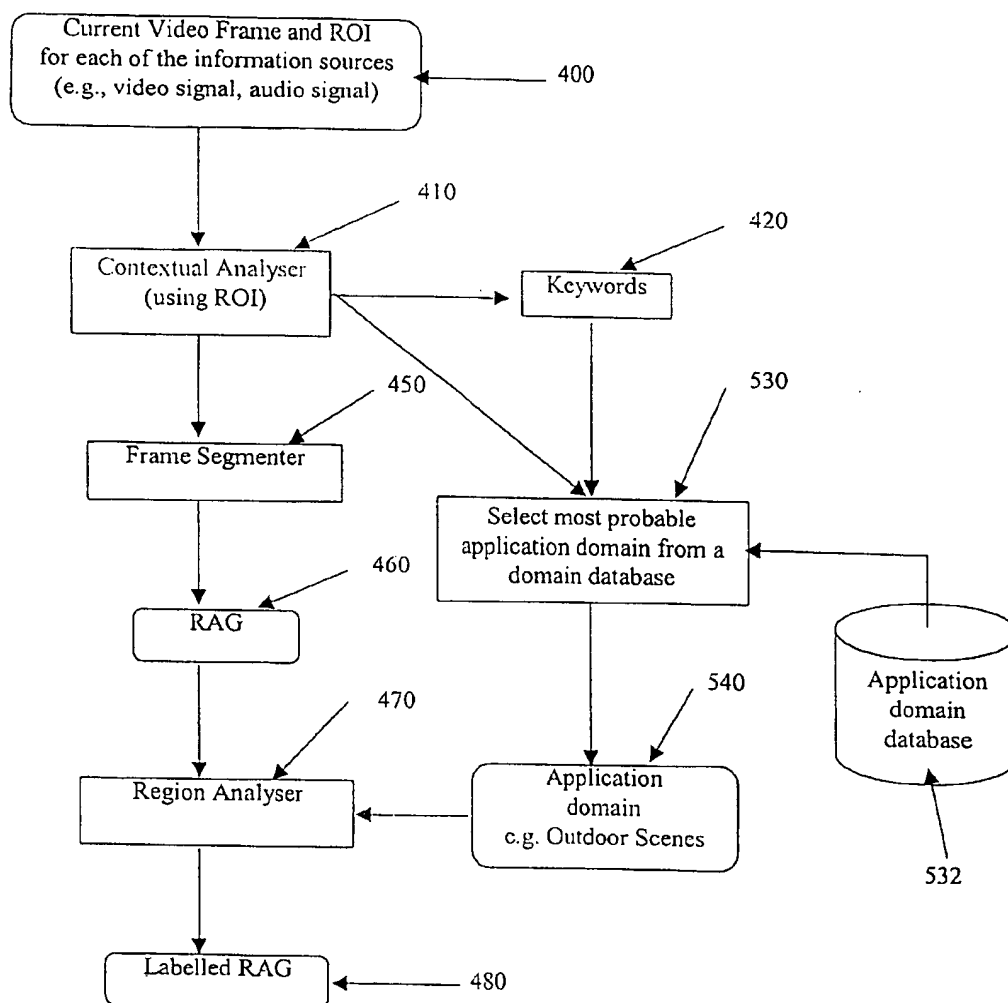 Current Video Frame and ROI
for each of the information sources
(e.g., video signal, audio signal)
400
410
Contextual Analyser
(using ROI)
420
Keywords
450
Frame Segmenter
530
Select most probable
application domain from a
domain database
460
RAG
Application
domain
database
532
470
Region Analyser
540
Application
domain
e.g. Outdoor Scenes
Labelled RAG
480